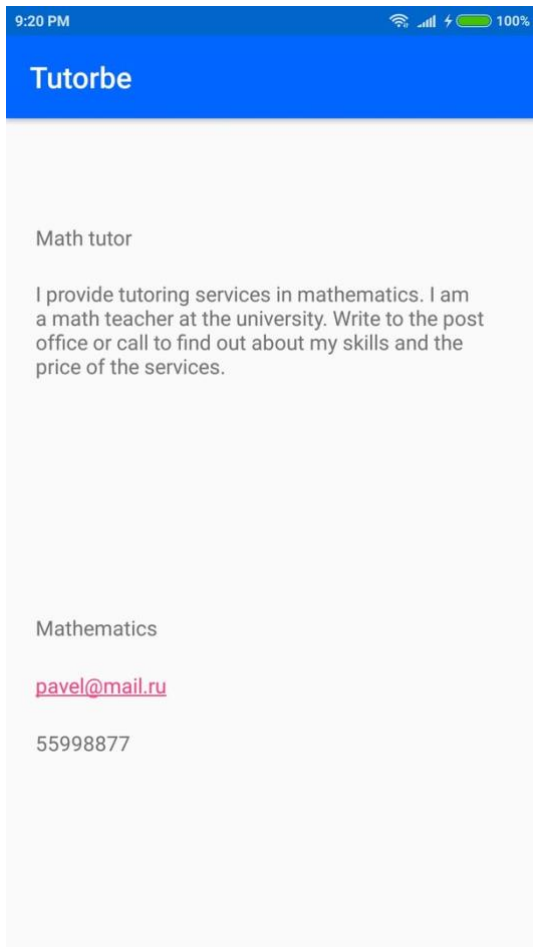 9:20 PM 100%
Tutorbe
Math tutor
I provide tutoring services in mathematics. I am
a math teacher at the university. Write to the post
office or call to find out about my skills and the
price of the services.
Mathematics
pavel@mail.ru
55998877